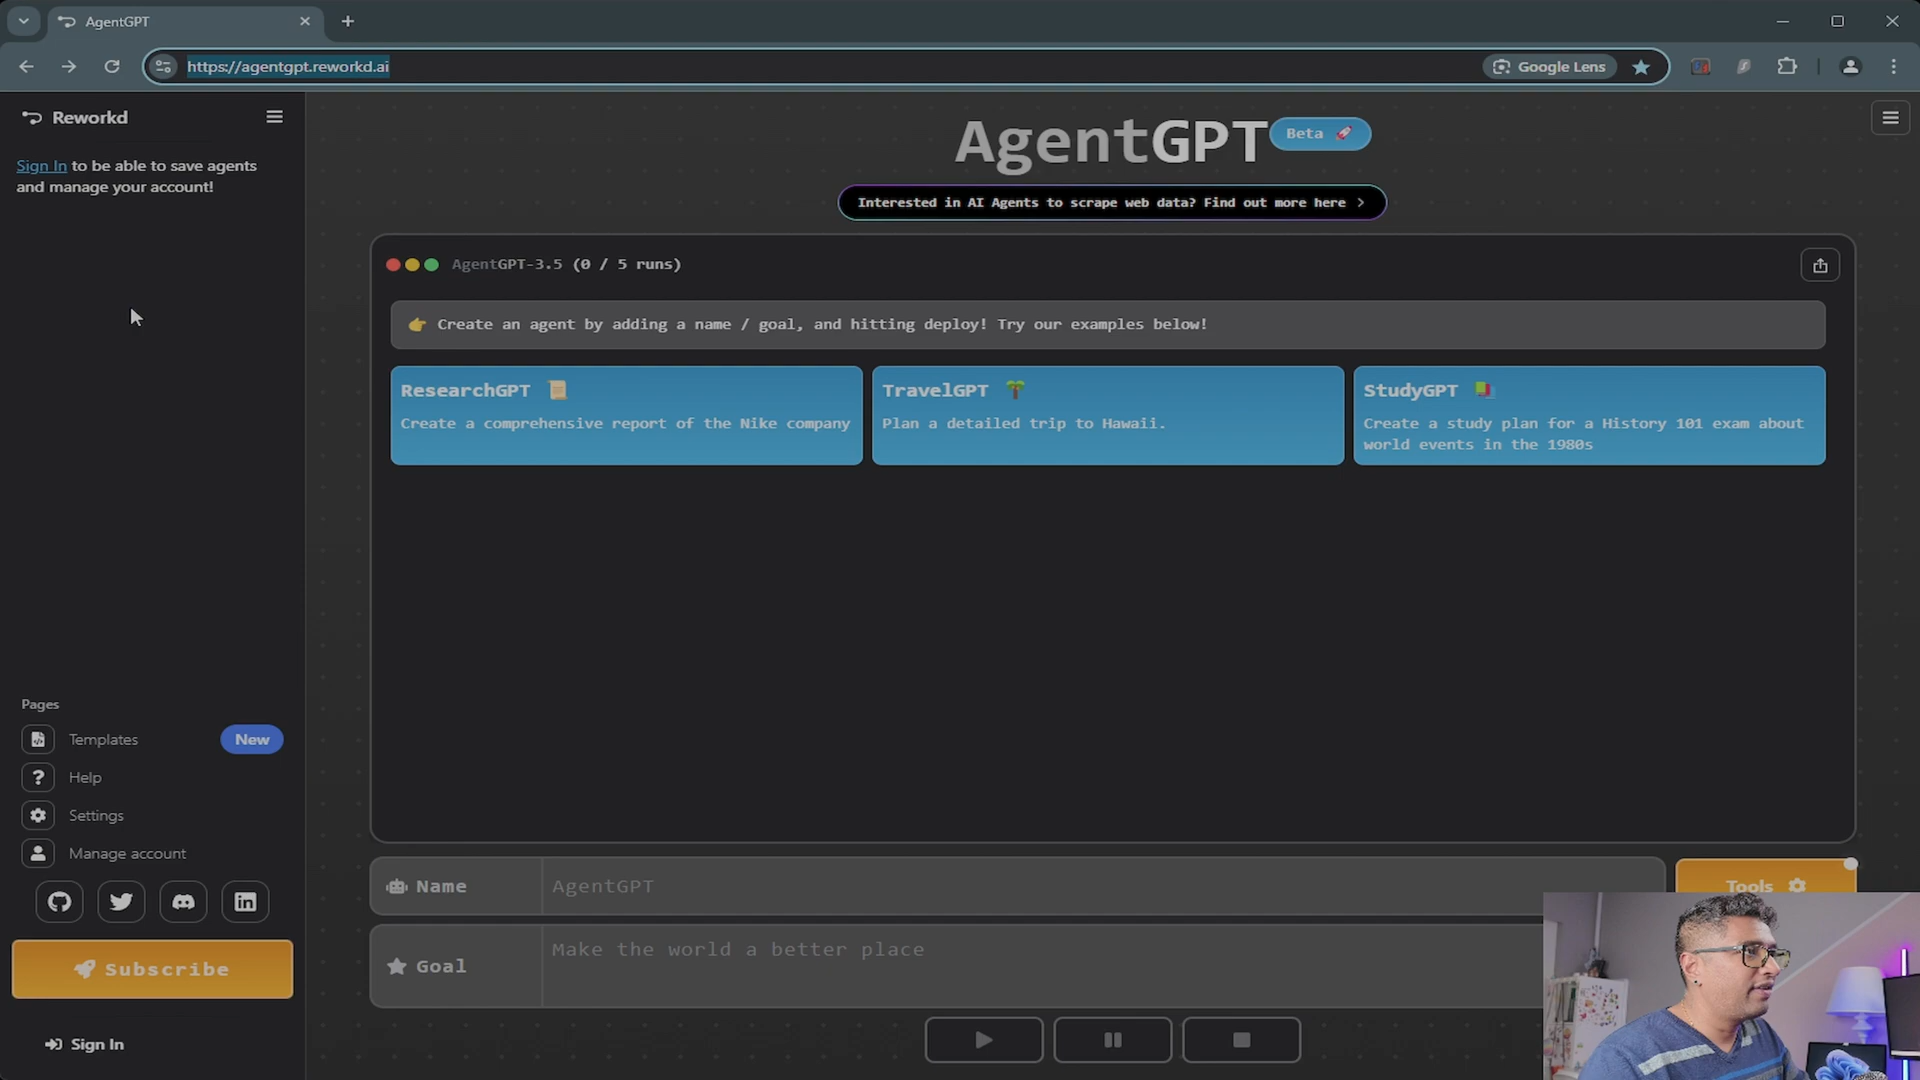 AgentGPT
https://agentgpt.reworkd.ai
Google Lens
Reworkd
Sign In to be able to save agents
and manage your account!
AgentGPT
Beta
Interested in AI Agents to scrape web data? Find out more here
AgentGPT-3.5 (0 / 5 runs)
Create an agent by adding a name / goal, and hitting deploy! Try our examples below!
ResearchGPT
Create a comprehensive report of the Nike company
TravelGPT
Plan a detailed trip to Hawaii.
StudyGPT
Create a study plan for a History 101 exam about
world events in the 1980s
Pages
Templates
New
Help
Settings
Manage account
Subscribe
Sign In
Name
AgentGPT
Tools
Goal
Make the world a better place